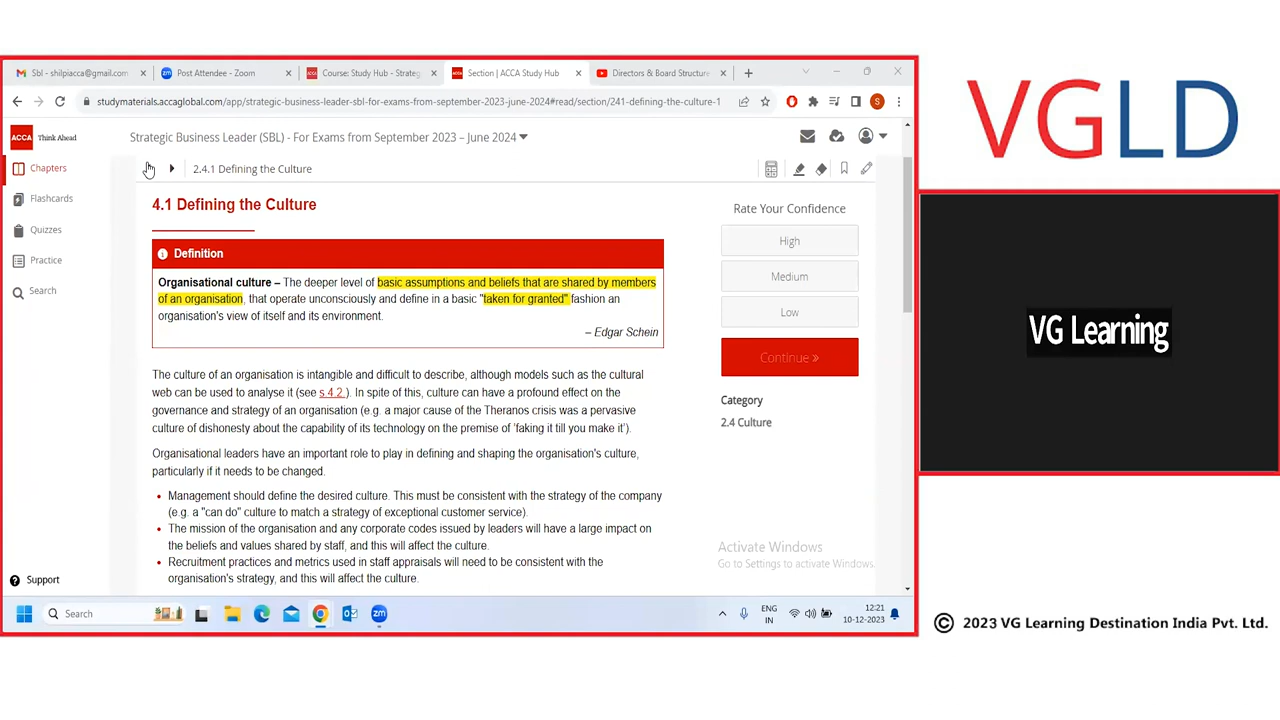 Sbl - shilpiacca@gmail.com
Post Attendee - Zoom
Course: Study Hub - Strateg
Section | ACCA Study Hub
Directors & Board Structure
studymaterials.accaglobal.com/app/strategic-business-leader-sbl-for-exams-from-september-2023-june-2024#read/section/241-defining-the-culture-1
S
ACCA Think Ahead
Strategic Business Leader (SBL) - For Exams from September 2023 – June 2024
Chapters
Flashcards
Quizzes
Practice
Search
Support
2.4.1 Defining the Culture
4.1 Defining the Culture
Definition
Organisational culture – The deeper level of basic assumptions and beliefs that are shared by members
of an organisation, that operate unconsciously and define in a basic "taken for granted" fashion an
organisation's view of itself and its environment.
– Edgar Schein
The culture of an organisation is intangible and difficult to describe, although models such as the cultural
web can be used to analyse it (see s.4.2 ). In spite of this, culture can have a profound effect on the
governance and strategy of an organisation (e.g. a major cause of the Theranos crisis was a pervasive
culture of dishonesty about the capability of its technology on the premise of 'faking it till you make it').
Organisational leaders have an important role to play in defining and shaping the organisation's culture,
particularly if it needs to be changed.
• Management should define the desired culture. This must be consistent with the strategy of the company
(e.g. a "can do" culture to match a strategy of exceptional customer service).
• The mission of the organisation and any corporate codes issued by leaders will have a large impact on
the beliefs and values shared by staff, and this will affect the culture.
• Recruitment practices and metrics used in staff appraisals will need to be consistent with the
organisation's strategy, and this will affect the culture.
Rate Your Confidence
High
Medium
Low
Continue »
Category
2.4 Culture
Activate Windows
Go to Settings to activate Windows.
Search
zm
ENG
IN
12:21
10-12-2023
VGLD
VG Learning
© 2023 VG Learning Destination India Pvt. Ltd.